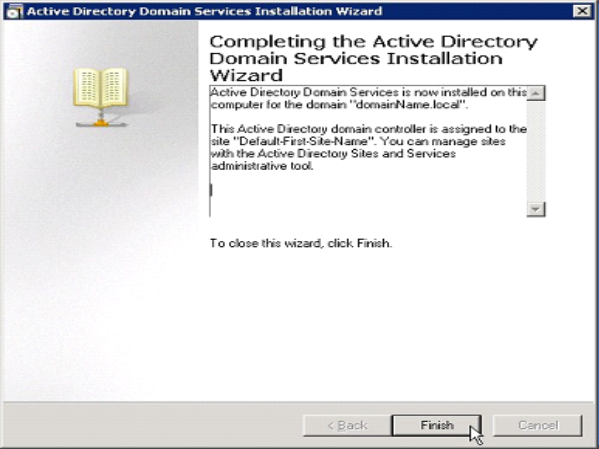 Active Directory Domain Services Installation Wizard
Completing the Active Directory
Domain Services Installation
Wizard
Active Directory Domain Services is now installed on this
computer for the domain "domainName.local".
This Active Directory domain controller is assigned to the
site "Default-First-Site-Name". You can manage sites
with the Active Directory Sites and Services
administrative tool.
To close this wizard, click Finish.
< Back
Finish
Cancel